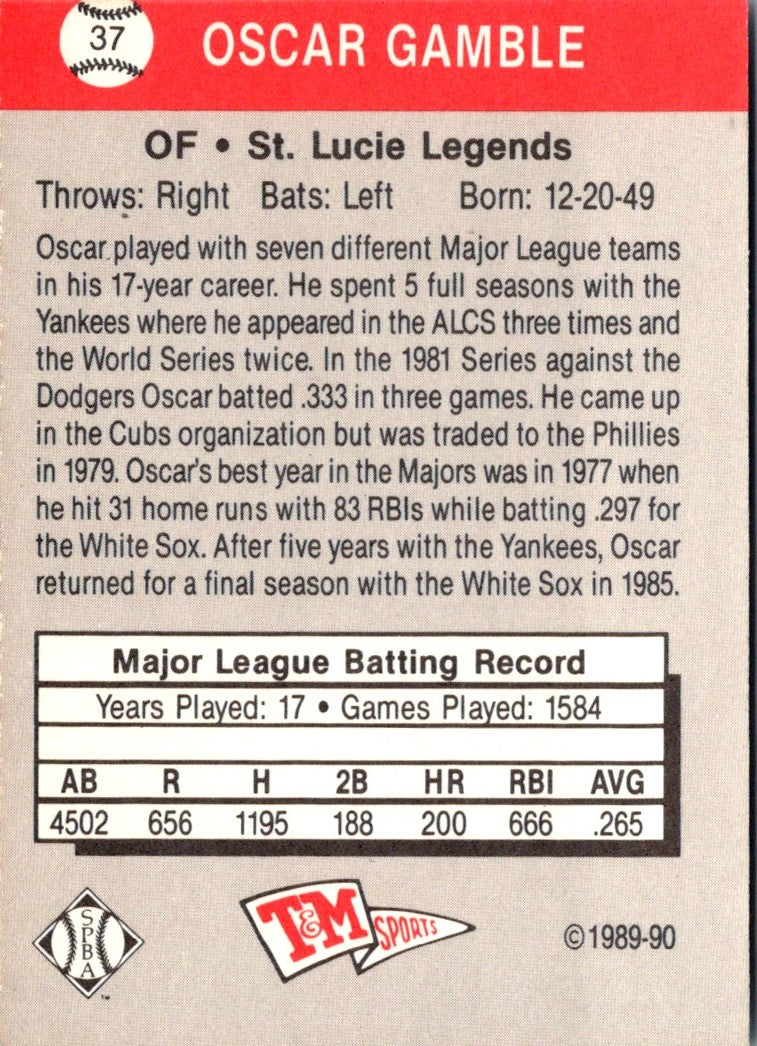 37 OSCAR GAMBLE
OF • St. Lucie Legends
Throws: Right Bats: Left Born: 12-20-49
Oscar played with seven different Major League teams
in his 17-year career. He spent 5 full seasons with the
Yankees where he appeared in the ALCS three times and
the World Series twice. In the 1981 Series against the
Dodgers Oscar batted .333 in three games. He came up
in the Cubs organization but was traded to the Phillies
in 1979. Oscar's best year in the Majors was in 1977 when
he hit 31 home runs with 83 RBIs while batting .297 for
the White Sox. After five years with the Yankees, Oscar
returned for a final season with the White Sox in 1985.
Major League Batting Record
Years Played: 17 • Games Played: 1584
AB R H 2B HR RBI AVG
4502 656 1195 188 200 666 .265
SPBA ™
T&M SPORTS
© 1989-90